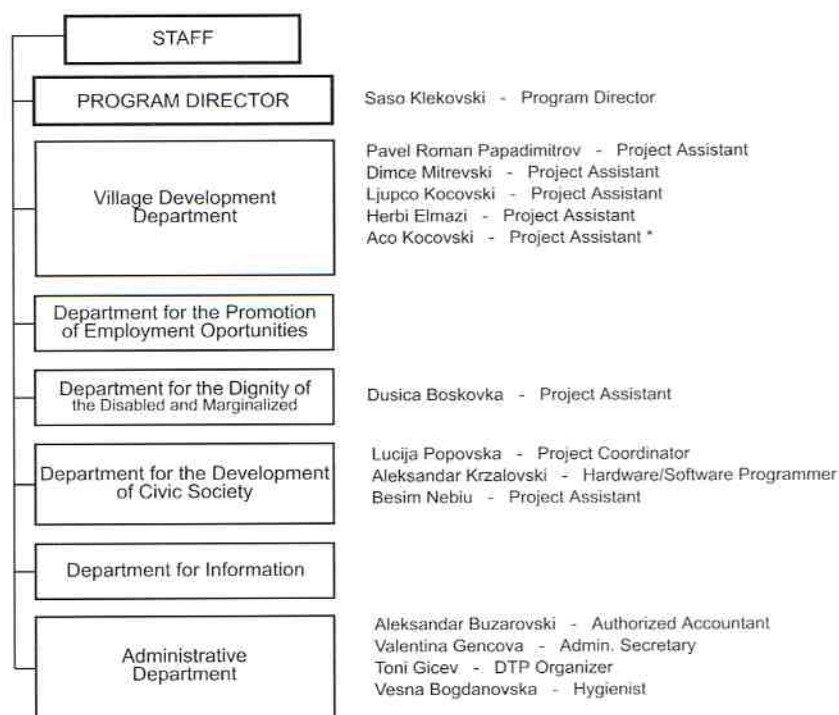 STAFF
PROGRAM DIRECTOR
Saso Klekovski - Program Director
Village Development
Department
Pavel Roman Papadimitrov - Project Assistant
Dimce Mitrevski - Project Assistant
Ljupco Kocovski - Project Assistant
Herbi Elmazi - Project Assistant
Aco Kocovski - Project Assistant *
Department for the Promotion
of Employment Oportunities
Department for the Dignity of
the Disabled and Marginalized
Dusica Boskovka - Project Assistant
Department for the Development
of Civic Society
Lucija Popovska - Project Coordinator
Aleksandar Krzalovski - Hardware/Software Programmer
Besim Nebiu - Project Assistant
Department for Information
Administrative
Department
Aleksandar Buzarovski - Authorized Accountant
Valentina Gencova - Admin. Secretary
Toni Gicev - DTP Organizer
Vesna Bogdanovska - Hygienist